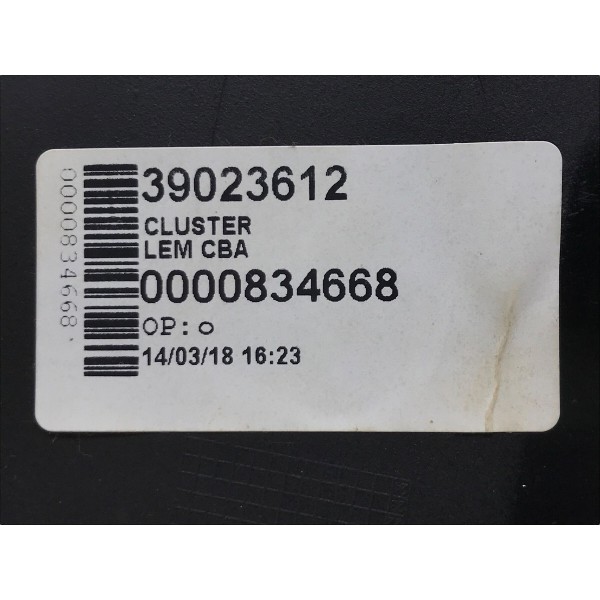 0000834668
39023612
CLUSTER
LEM CBA
0000834668
OP: o
14/03/18 16:23